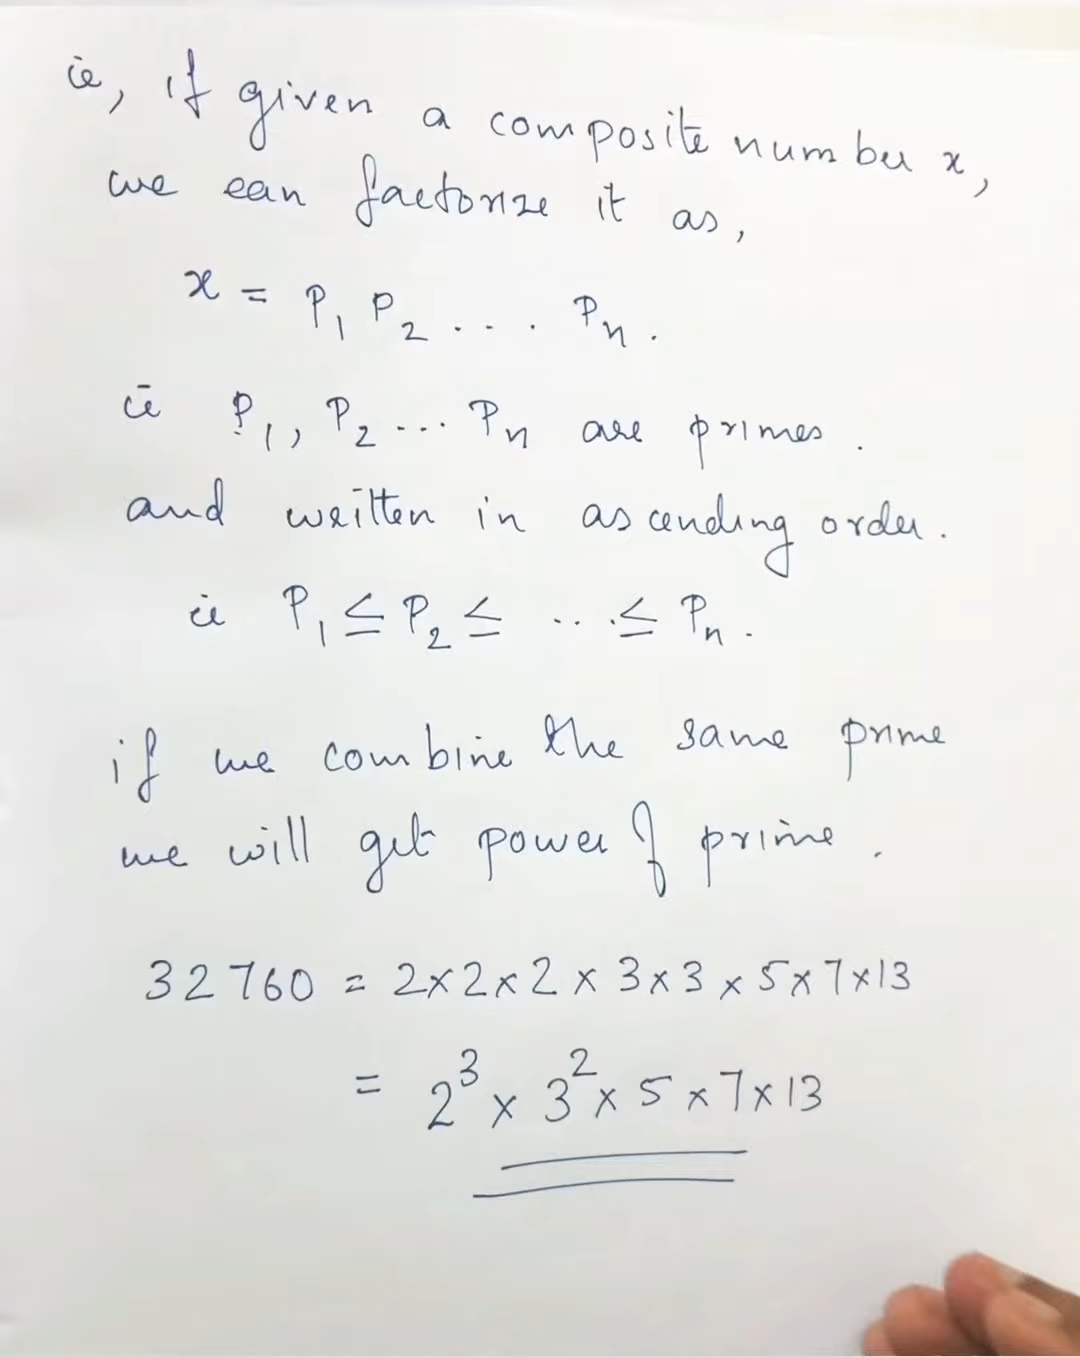 ie, if given a composite number x,
we can factorize it as,
x = P₁ P₂ .... Pₙ.
ie P₁, P₂ ... Pₙ are primes.
and written in ascending order.
ie P₁ ≤ P₂ ≤ ... ≤ Pₙ.
if we combine the same prime
we will get power of prime.
32760 = 2×2×2×3×3×5×7×13
= 2³ × 3² × 5 × 7 × 13